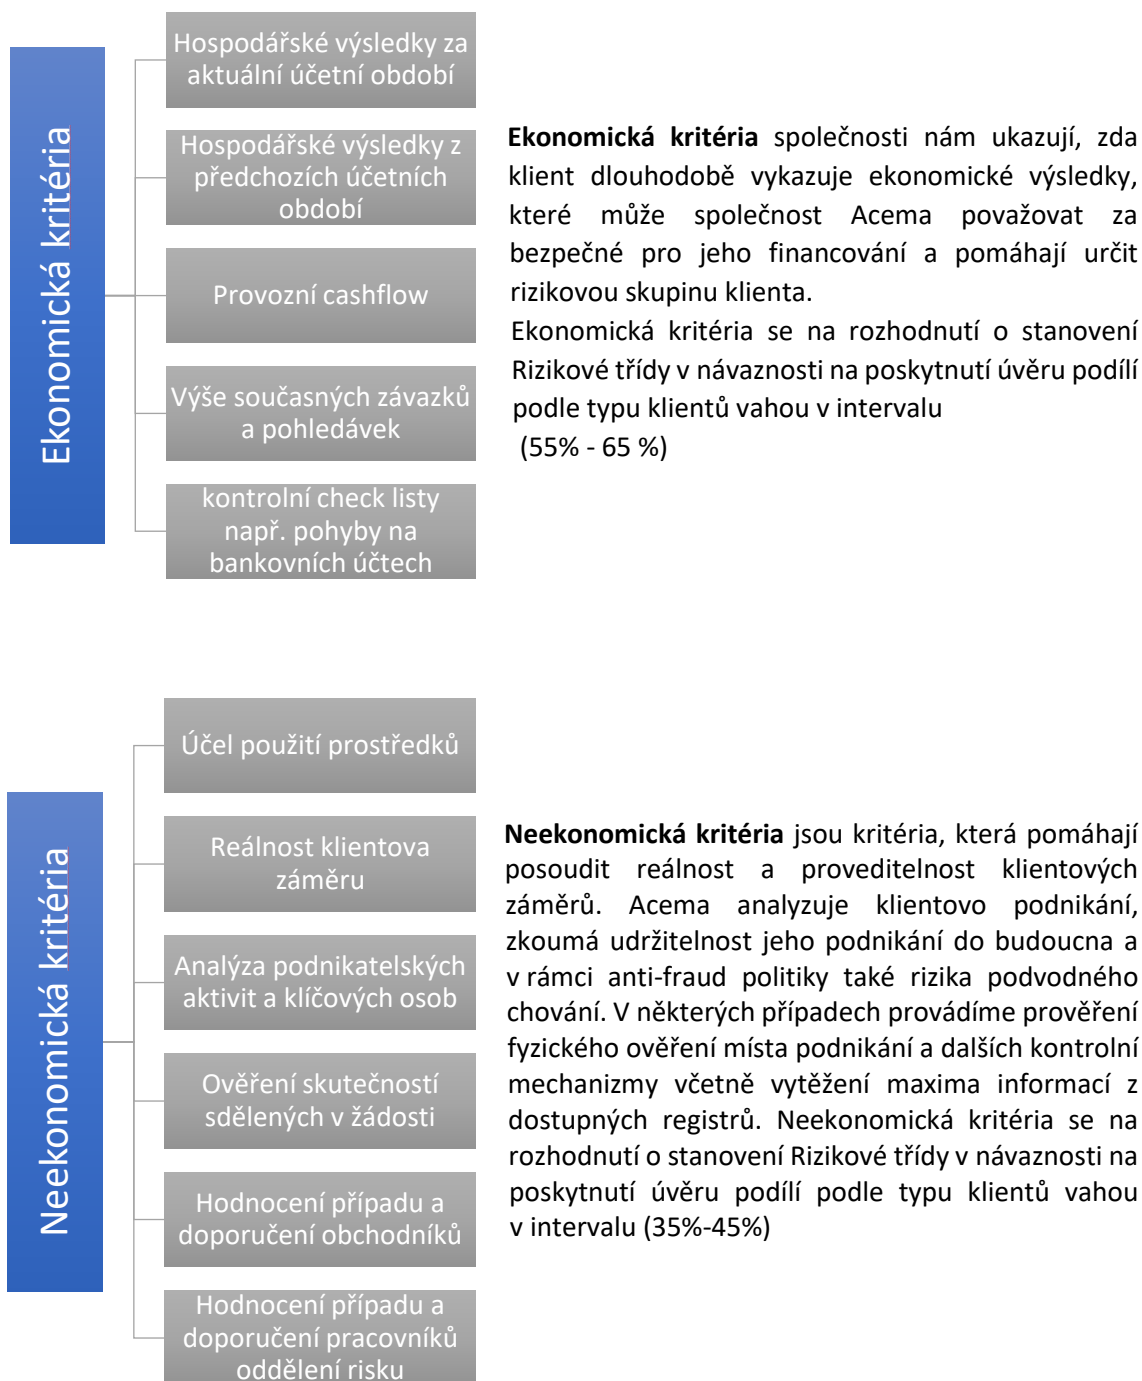 Ekonomická kritéria
Hospodářské výsledky za
aktuální účetní období
Hospodářské výsledky z
předchozích účetních
období
Provozní cashflow
Výše současných závazků
a pohledávek
kontrolní check listy
např. pohyby na
bankovních účtech
Ekonomická kritéria společnosti nám ukazují, zda
klient dlouhodobě vykazuje ekonomické výsledky,
které může společnost Acema považovat za
bezpečné pro jeho financování a pomáhají určit
rizikovou skupinu klienta.
Ekonomická kritéria se na rozhodnutí o stanovení
Rizikové třídy v návaznosti na poskytnutí úvěru podílí
podle typu klientů vahou v intervalu
(55% - 65 %)
Neekonomická kritéria
Účel použití prostředků
Reálnost klientova
záměru
Analýza podnikatelských
aktivit a klíčových osob
Ověření skutečností
sdělených v žádosti
Hodnocení případu a
doporučení obchodníků
Hodnocení případu a
doporučení pracovníků
oddělení risku
Neekonomická kritéria jsou kritéria, která pomáhají
posoudit reálnost a proveditelnost klientových
záměrů. Acema analyzuje klientovo podnikání,
zkoumá udržitelnost jeho podnikání do budoucna a
v rámci anti-fraud politiky také rizika podvodného
chování. V některých případech provádíme prověření
fyzického ověření místa podnikání a dalších kontrolní
mechanizmy včetně vytěžení maxima informací z
dostupných registrů. Neekonomická kritéria se na
rozhodnutí o stanovení Rizikové třídy v návaznosti na
poskytnutí úvěru podílí podle typu klientů vahou
v intervalu (35%-45%)